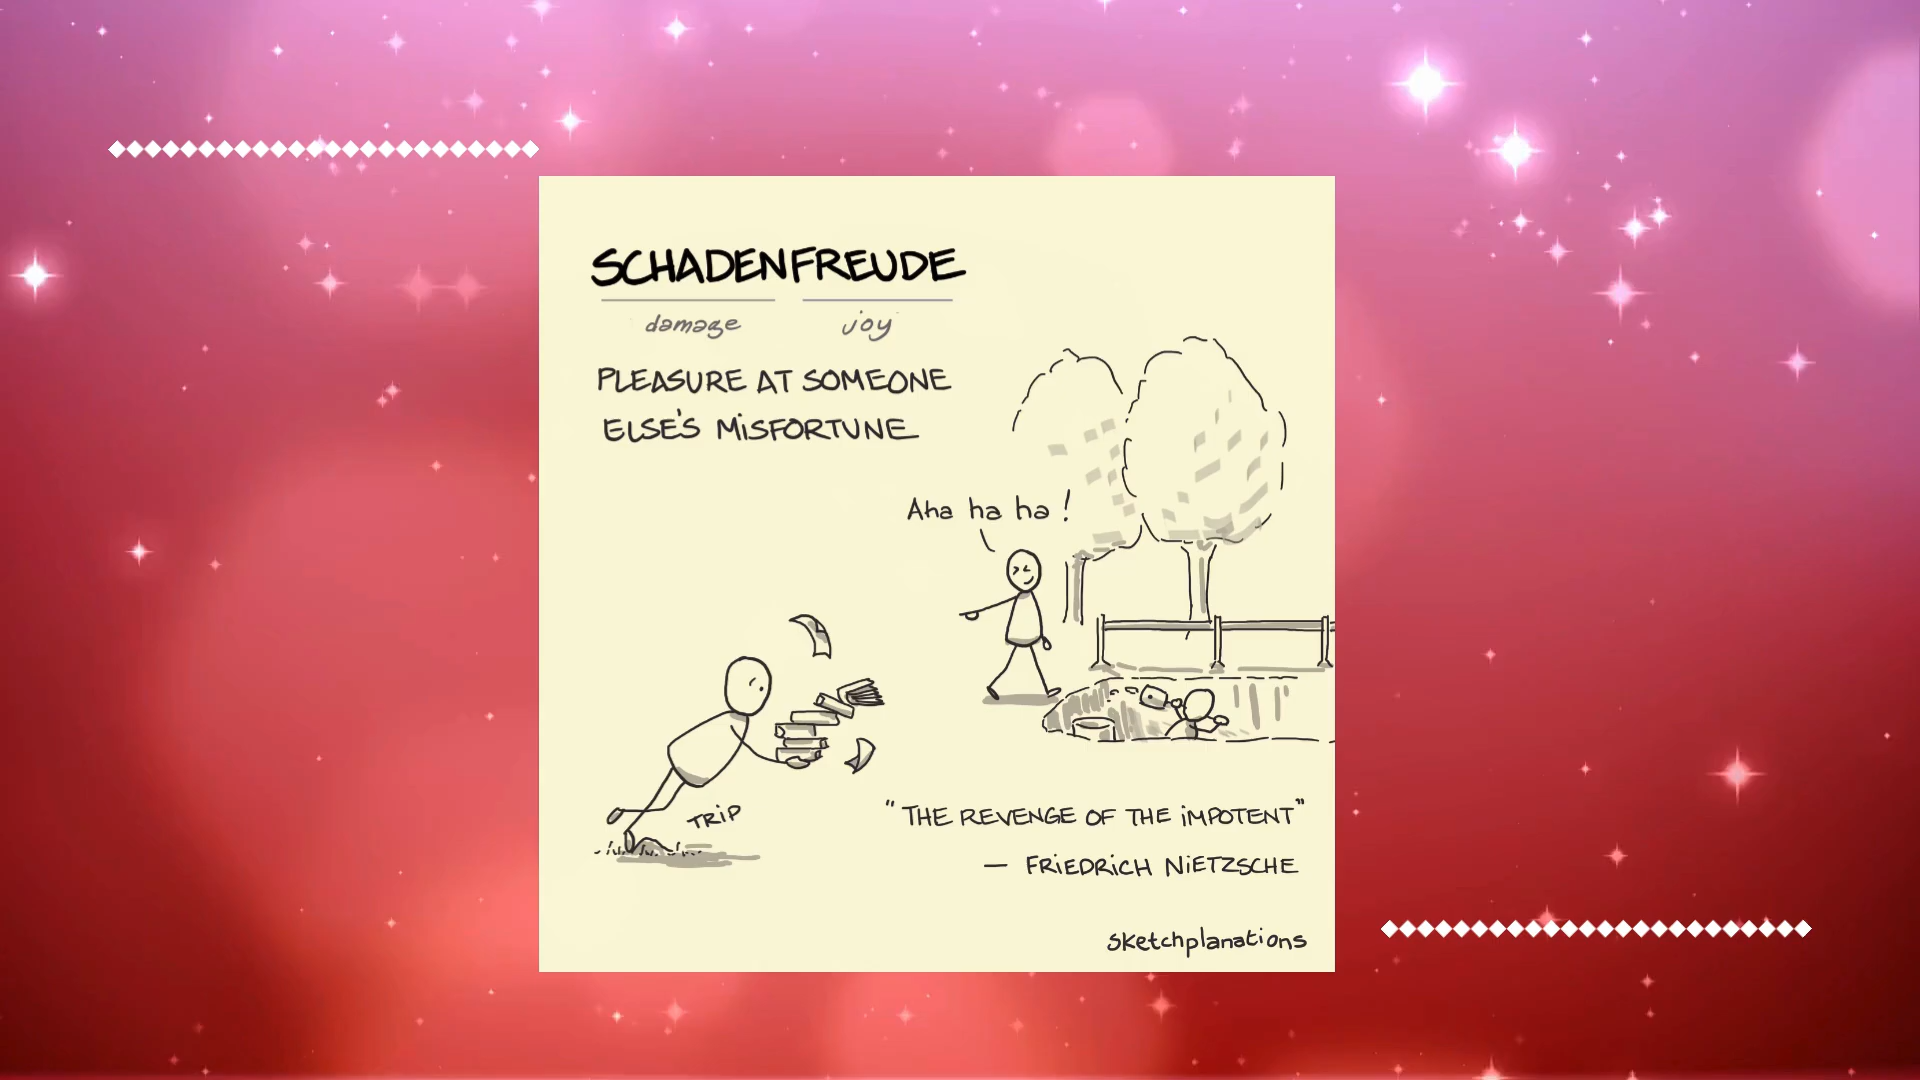 SCHADENFREUDE
damage joy
PLEASURE AT SOMEONE
ELSE'S MiSFORTUNE
Aha ha ha !
TRiP
"THE REVENGE OF THE iMPOTENT"
— FRiEDRiCH NiETZSCHE
sketchplanations